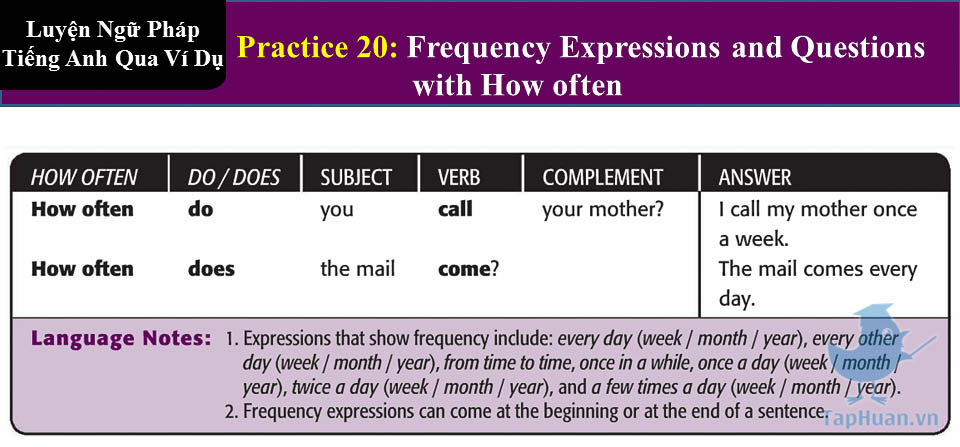 Luyện Ngữ Pháp
Tiếng Anh Qua Ví Dụ
Practice 20: Frequency Expressions and Questions
with How often
HOW OFTEN DO / DOES SUBJECT VERB COMPLEMENT ANSWER
How often do you call your mother? I call my mother once
a week.
How often does the mail come? The mail comes every
day.
Language Notes: 1. Expressions that show frequency include: every day (week / month / year), every other
day (week / month / year), from time to time, once in a while, once a day (week / month /
year), twice a day (week / month / year), and a few times a day (week / month / year).
2. Frequency expressions can come at the beginning or at the end of a sentence.
TapHuan.vn